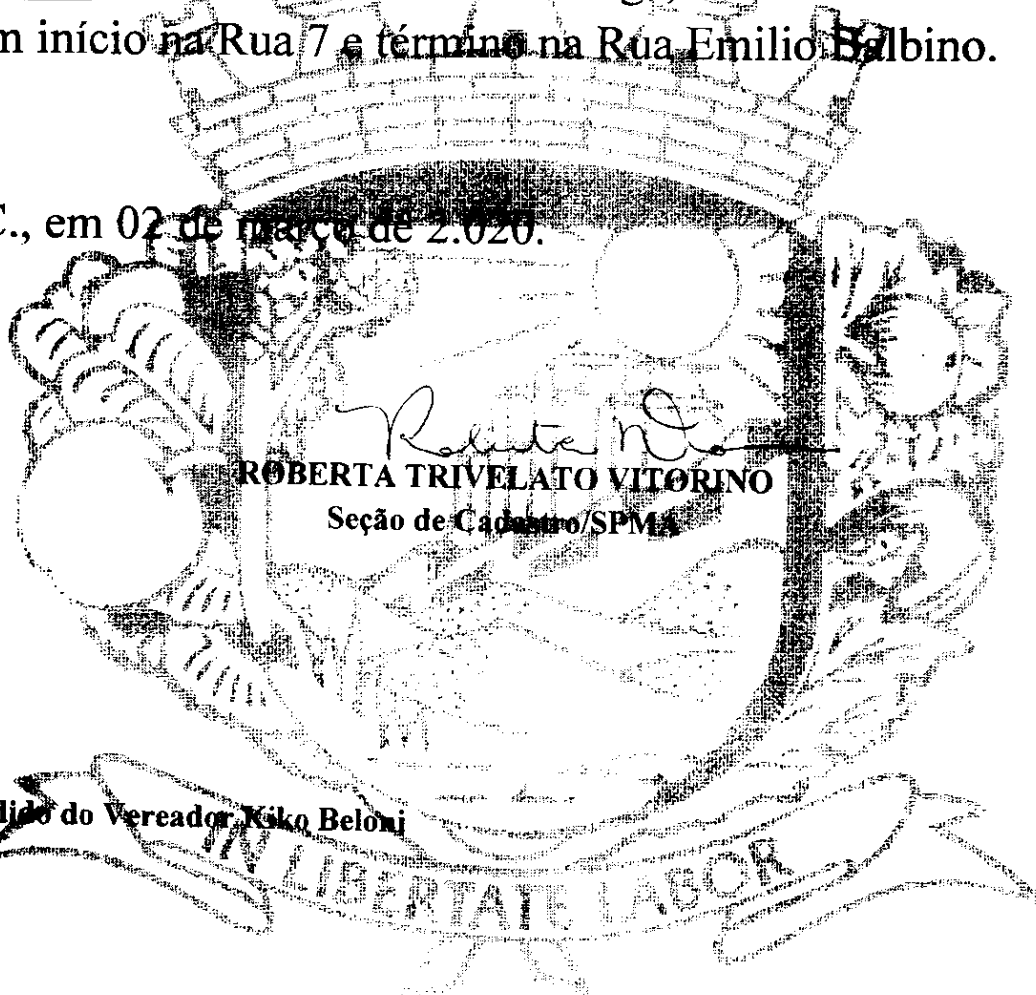 m início na Rua 7 e término na Rua Emilio Balbino.
C., em 02 de março de 2.020.
ROBERTA TRIVELATO VITORINO
Seção de Cadastro/SPMA
dido do Vereador Kiko Beloni
IN LIBERTATE LABOR